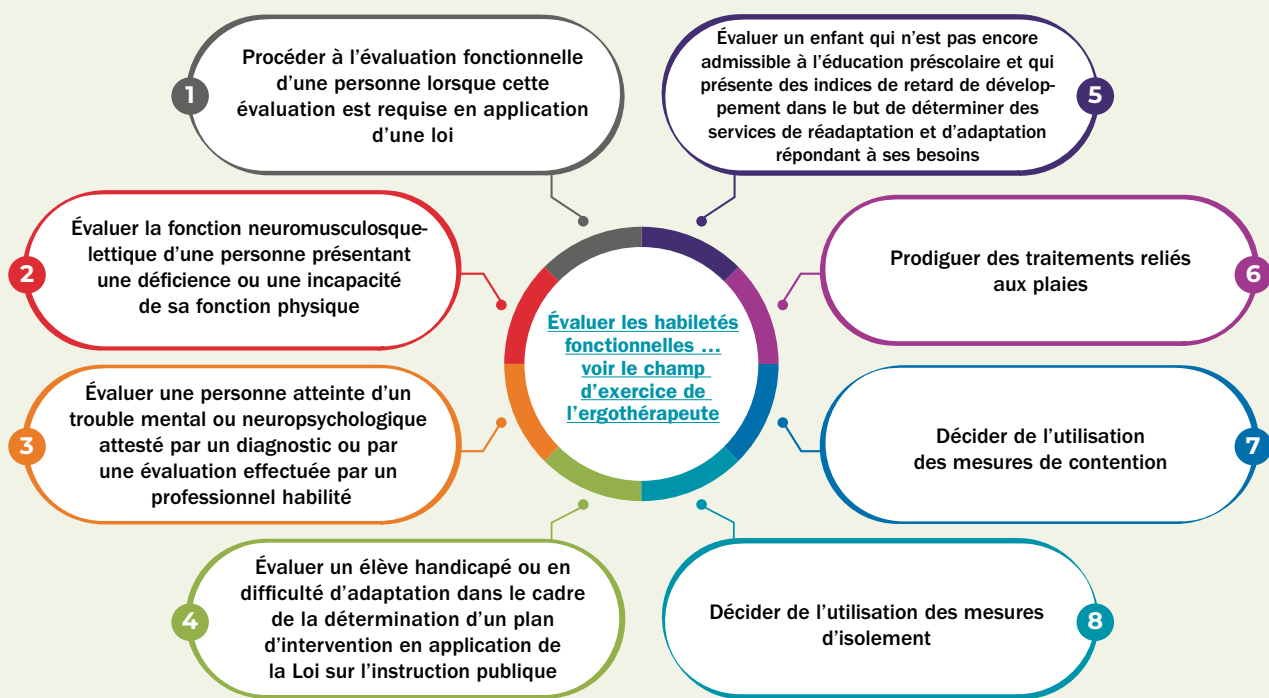 1
Procéder à l'évaluation fonctionnelle
d'une personne lorsque cette
évaluation est requise en application
d'une loi
2
Évaluer la fonction neuromusculosque-
lettique d'une personne présentant
une déficience ou une incapacité
de sa fonction physique
3
Évaluer une personne atteinte d'un
trouble mental ou neuropsychologique
attesté par un diagnostic ou par
une évaluation effectuée par un
professionnel habilité
4
Évaluer un élève handicapé ou en
difficulté d'adaptation dans le cadre
de la détermination d'un plan
d'intervention en application de
la Loi sur l'instruction publique
Évaluer les habiletés
fonctionnelles ...
voir le champ
d'exercice de
l'ergothérapeute
5
Évaluer un enfant qui n'est pas encore
admissible à l'éducation préscolaire et qui
présente des indices de retard de dévelop-
pement dans le but de déterminer des
services de réadaptation et d'adaptation
répondant à ses besoins
6
Prodiguer des traitements reliés
aux plaies
7
Décider de l'utilisation
des mesures de contention
8
Décider de l'utilisation des mesures
d'isolement